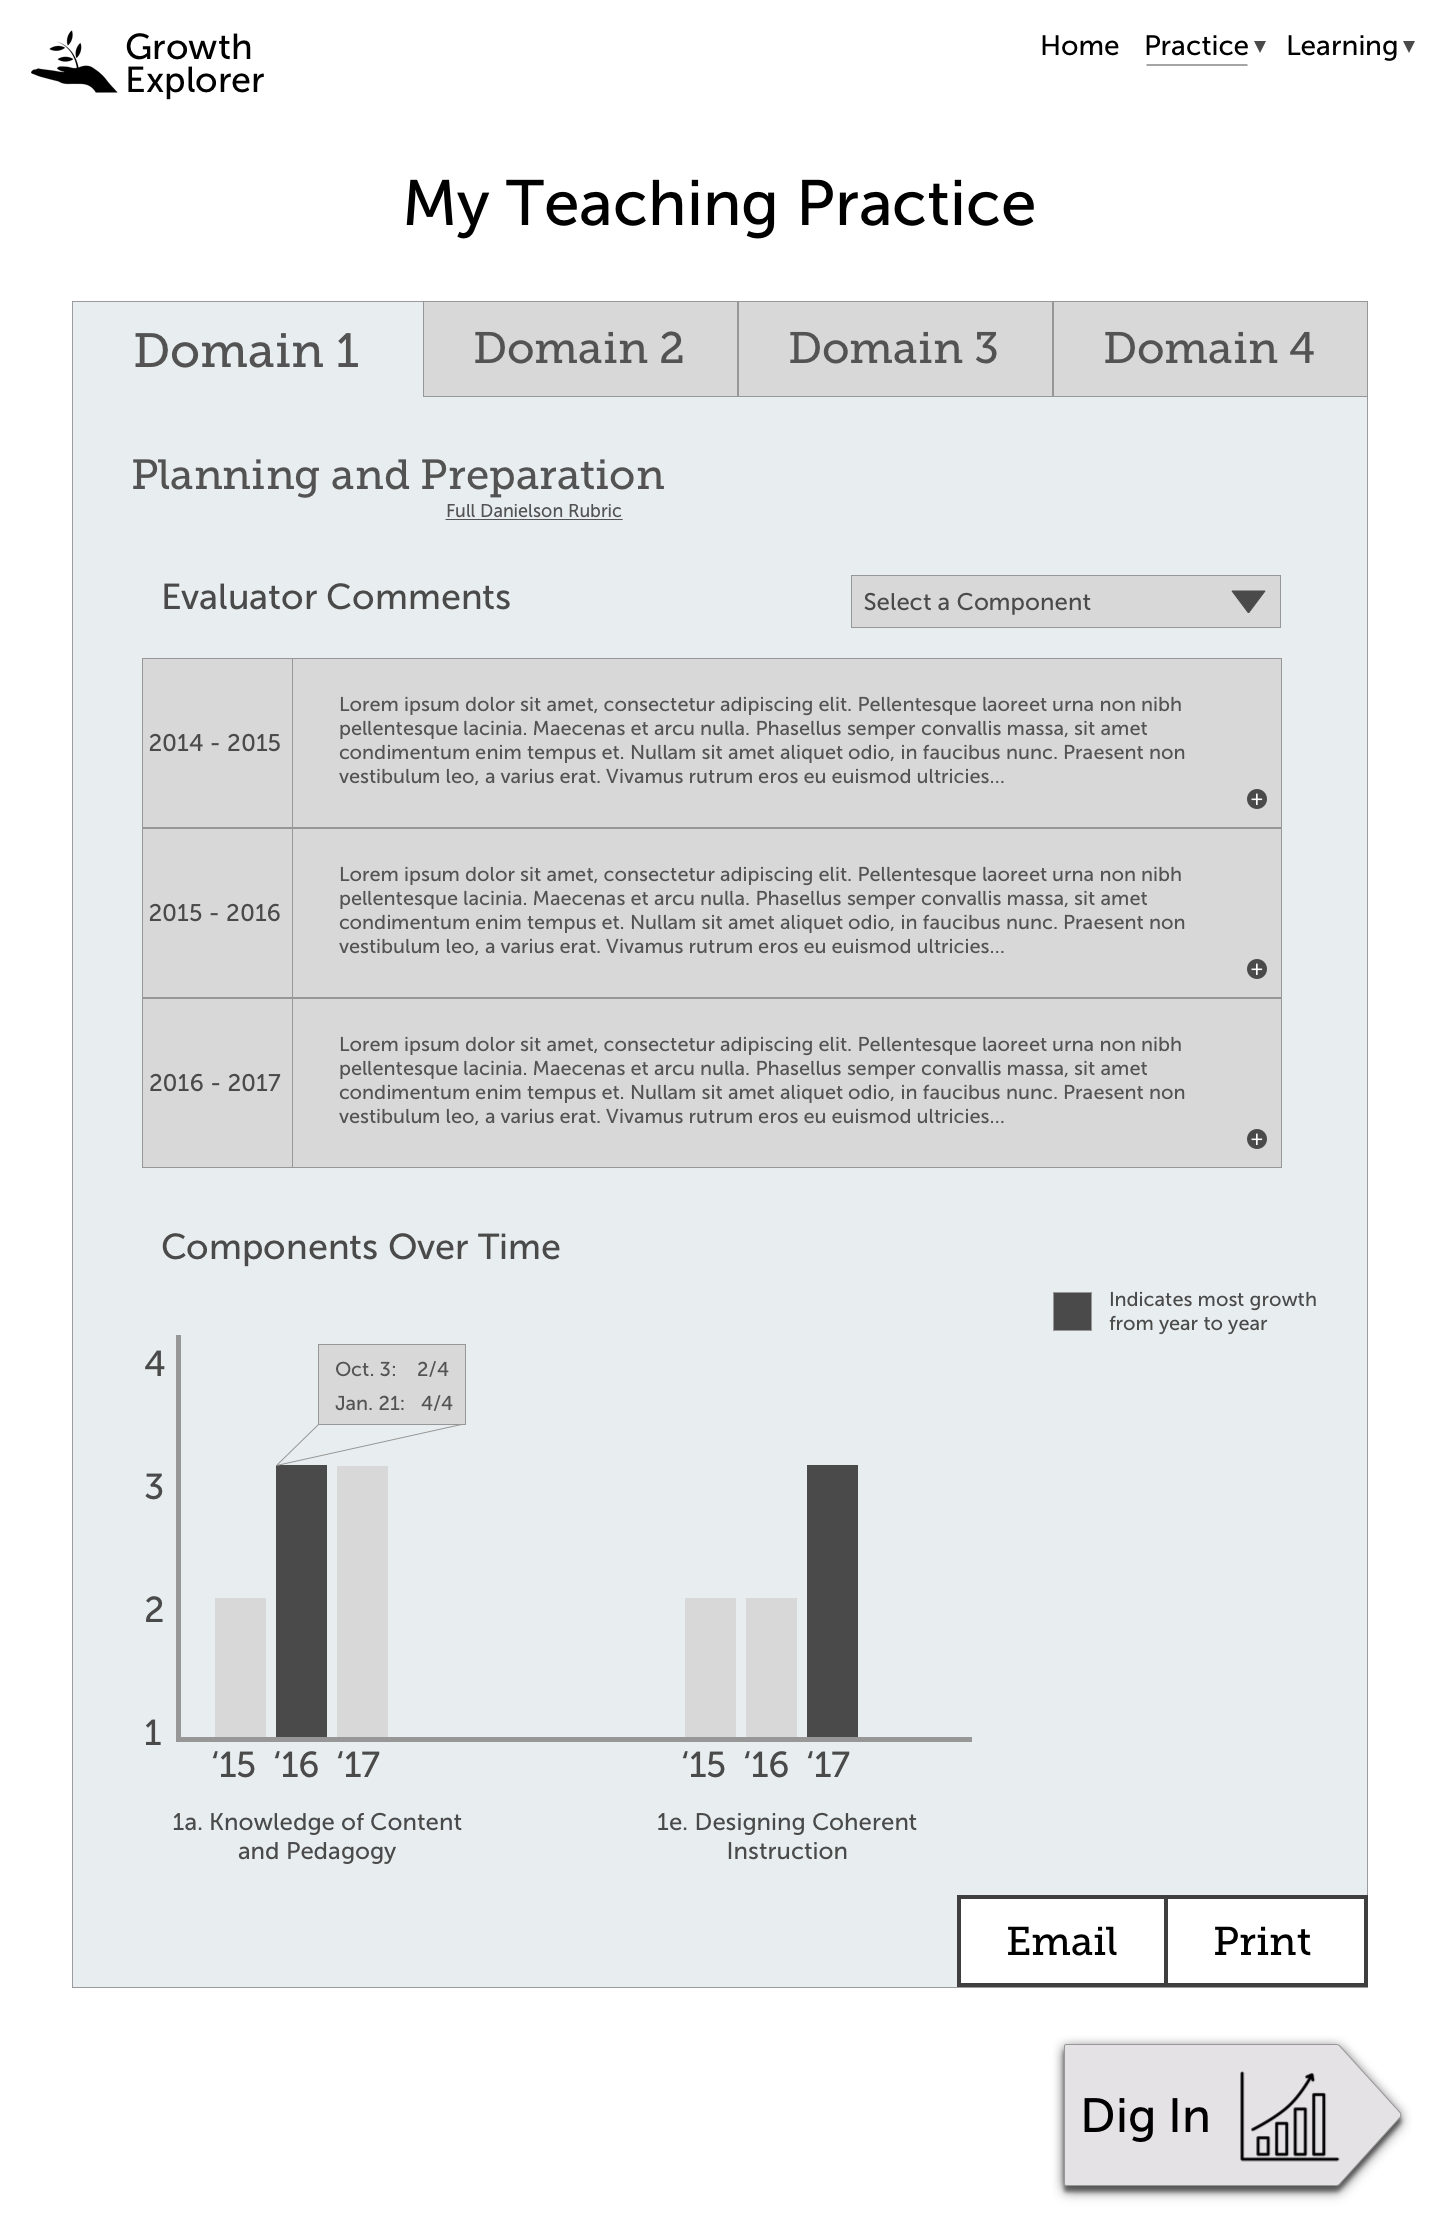 Growth
Explorer
Home Practice▾ Learning▾
My Teaching Practice
Domain 1 Domain 2 Domain 3 Domain 4
Planning and Preparation
Full Danielson Rubric
Evaluator Comments
Select a Component
2014 - 2015
Lorem ipsum dolor sit amet, consectetur adipiscing elit. Pellentesque laoreet urna non nibh
pellentesque lacinia. Maecenas et arcu nulla. Phasellus semper convallis massa, sit amet
condimentum enim tempus et. Nullam sit amet aliquet odio, in faucibus nunc. Praesent non
vestibulum leo, a varius erat. Vivamus rutrum eros eu euismod ultricies...
2015 - 2016
Lorem ipsum dolor sit amet, consectetur adipiscing elit. Pellentesque laoreet urna non nibh
pellentesque lacinia. Maecenas et arcu nulla. Phasellus semper convallis massa, sit amet
condimentum enim tempus et. Nullam sit amet aliquet odio, in faucibus nunc. Praesent non
vestibulum leo, a varius erat. Vivamus rutrum eros eu euismod ultricies...
2016 - 2017
Lorem ipsum dolor sit amet, consectetur adipiscing elit. Pellentesque laoreet urna non nibh
pellentesque lacinia. Maecenas et arcu nulla. Phasellus semper convallis massa, sit amet
condimentum enim tempus et. Nullam sit amet aliquet odio, in faucibus nunc. Praesent non
vestibulum leo, a varius erat. Vivamus rutrum eros eu euismod ultricies...
Components Over Time
Indicates most growth
from year to year
4
Oct. 3: 2/4
Jan. 21: 4/4
3
2
1
‘15 ‘16 ‘17 ‘15 ‘16 ‘17
1a. Knowledge of Content
and Pedagogy
1e. Designing Coherent
Instruction
Email Print
Dig In